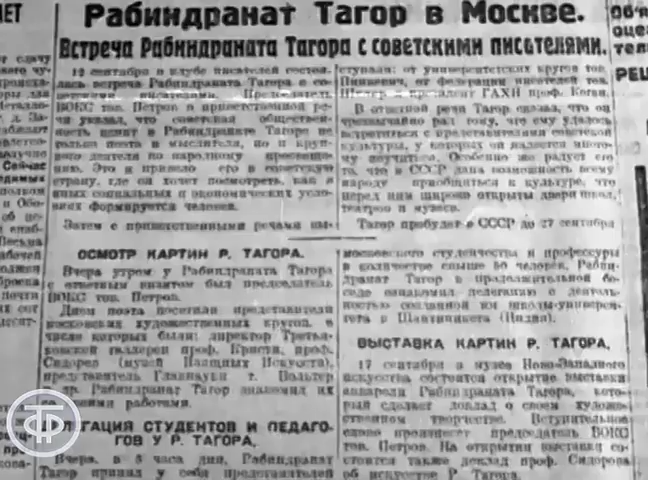 Рабиндранат Тагор в Москве.
Встреча Рабиндраната Тагора с советскими писателями.
12 сентября в клубе писателей состоя-
лась встреча Рабиндраната Тагора с со-
ветскими писателями. Председатель
ВОКС тов. Петров в приветственной ре-
чи указал, что советская обществен-
ность ценит в Рабиндранате Тагоре не
только поэта и мыслителя, но и крупно-
го деятеля по народному просвеще-
нию. Это и привело его в советскую
страну, где он хочет посмотреть, как в
иных социальных и экономических усло-
виях формируется человек.
Затем с приветственными речами вы-
ступали: от университетских кругов тов.
Пинкевич, от федерации писателей тов.
президент ГАХН проф. Коган.
В ответной речи Тагор сказал, что он
чрезвычайно рад тому, что ему удалось
встретиться с представителями советской
культуры, у которых он надеется много-
му научиться. Особенно же радует его
то, что в СССР дана возможность всему
народу приобщиться к культуре, что
перед ним широко открыты двери школ,
театров и музеев.
Тагор пробудет в СССР до 27 сентября
ОСМОТР КАРТИН Р. ТАГОРА.
Вчера утром у Рабиндраната Тагора
с ответным визитом был председатель
ВОКС тов. Петров.
Днем поэта посетили представители
московских художественных кругов, в
числе которых были: директор Третья-
ковской галлереи проф. Кристи, проф.
Сидоров (музей Изящных Искусств),
представитель Главнауки т. Вольтер
др. Рабиндранат Тагор знакомил их
со своими работами.
ГАЦИЯ СТУДЕНТОВ И ПЕДАГО-
ГОВ У Р. ТАГОРА.
Вчера, в 5 часа дня, Рабиндранат
Тагор принял у себя представителей
московского студенчества и профессуры
в количестве свыше 50 человек. Рабин-
дранат Тагор в продолжительной бе-
седе ознакомил делегацию с деятель-
ностью созданной им школы-универси-
тета в Шантиникета (Индия).
ВЫСТАВКА КАРТИН Р. ТАГОРА.
17 сентября в музее Ново-Западного
искусства состоится открытие выставки
акварели Рабиндраната Тагора, кото-
рый сделает доклад о своем художе-
ственном творчестве. Вступительное
слово произнесет председатель ВОКС
тов. Петров. На открытии выставки со-
стоится также доклад проф. Сидорова
об искусстве Р. Тагора.